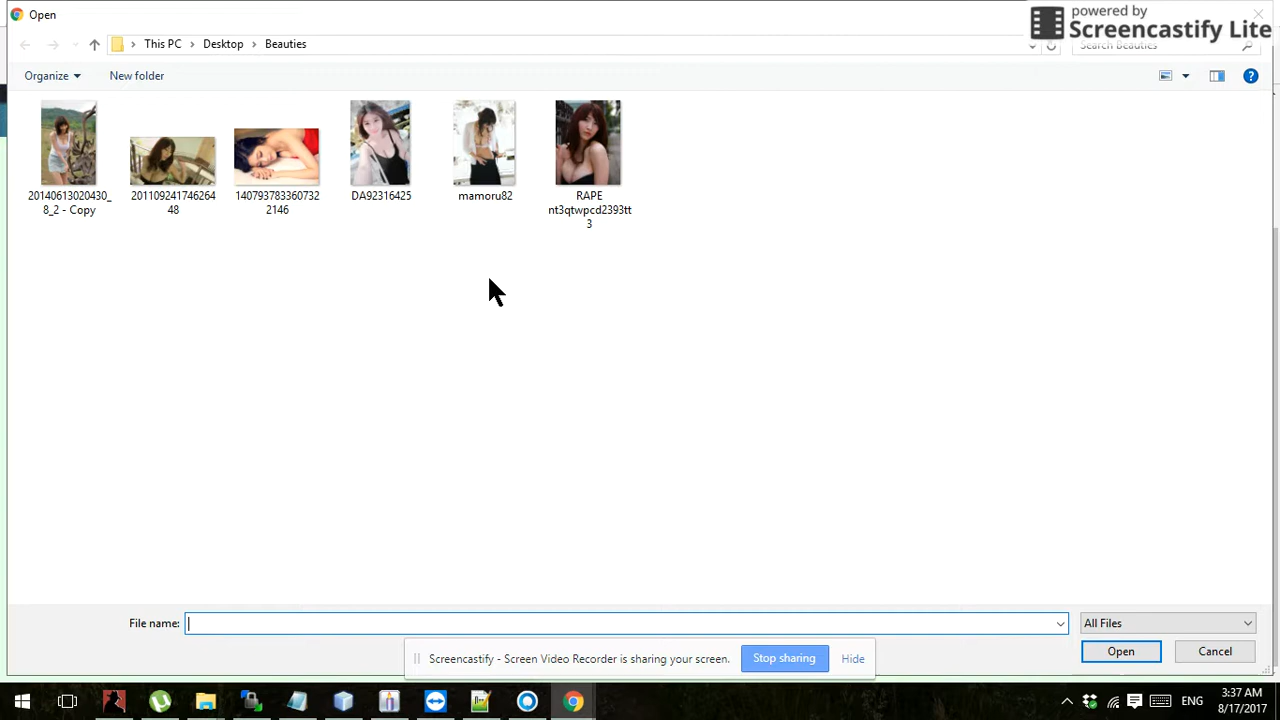 Open
powered by
Screencastify Lite
This PC
Desktop
Beauties
Search Beauties
Organize
New folder
20140613020430_
8_2 - Copy
201109241746264
48
140793783360732
2146
DA92316425
mamoru82
RAPE
nt3qtwpcd2393tt
3
File name:
All Files
Screencastify - Screen Video Recorder is sharing your screen.
Stop sharing
Hide
Open
Cancel
ENG
3:37 AM
8/17/2017